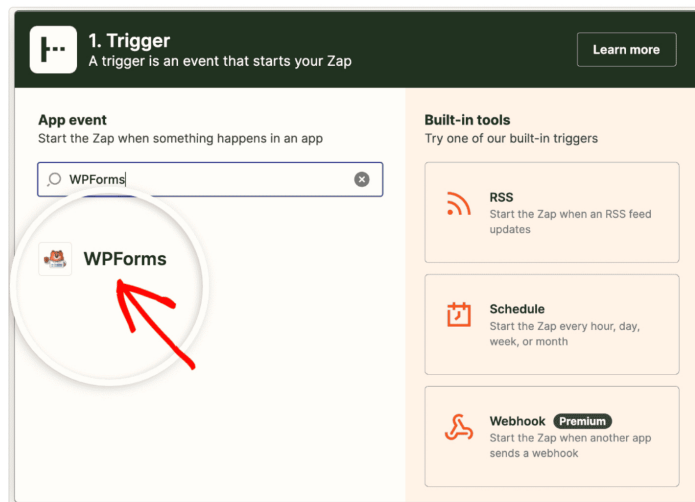 1. Trigger
A trigger is an event that starts your Zap
Learn more
App event
Start the Zap when something happens in an app
WPForms
WPForms
Built-in tools
Try one of our built-in triggers
RSS
Start the Zap when an RSS feed
updates
Schedule
Start the Zap every hour, day,
week, or month
Webhook Premium
Start the Zap when another app
sends a webhook